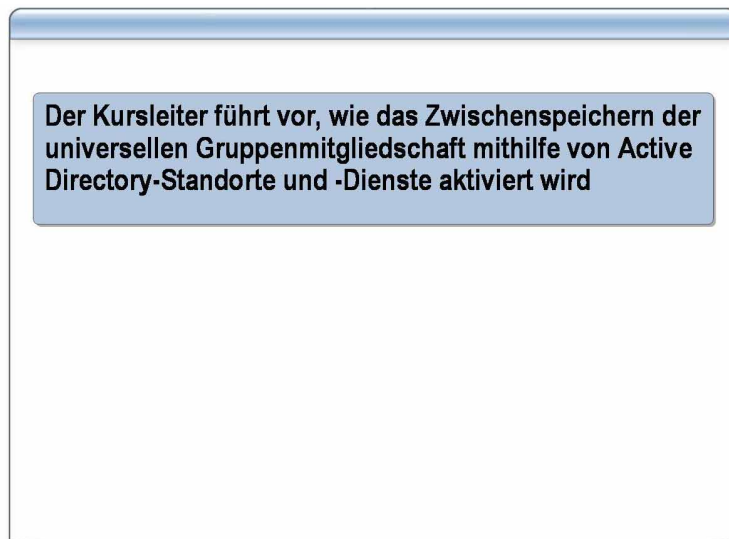 Der Kursleiter führt vor, wie das Zwischenspeichern der
universellen Gruppenmitgliedschaft mithilfe von Active
Directory-Standorte und -Dienste aktiviert wird